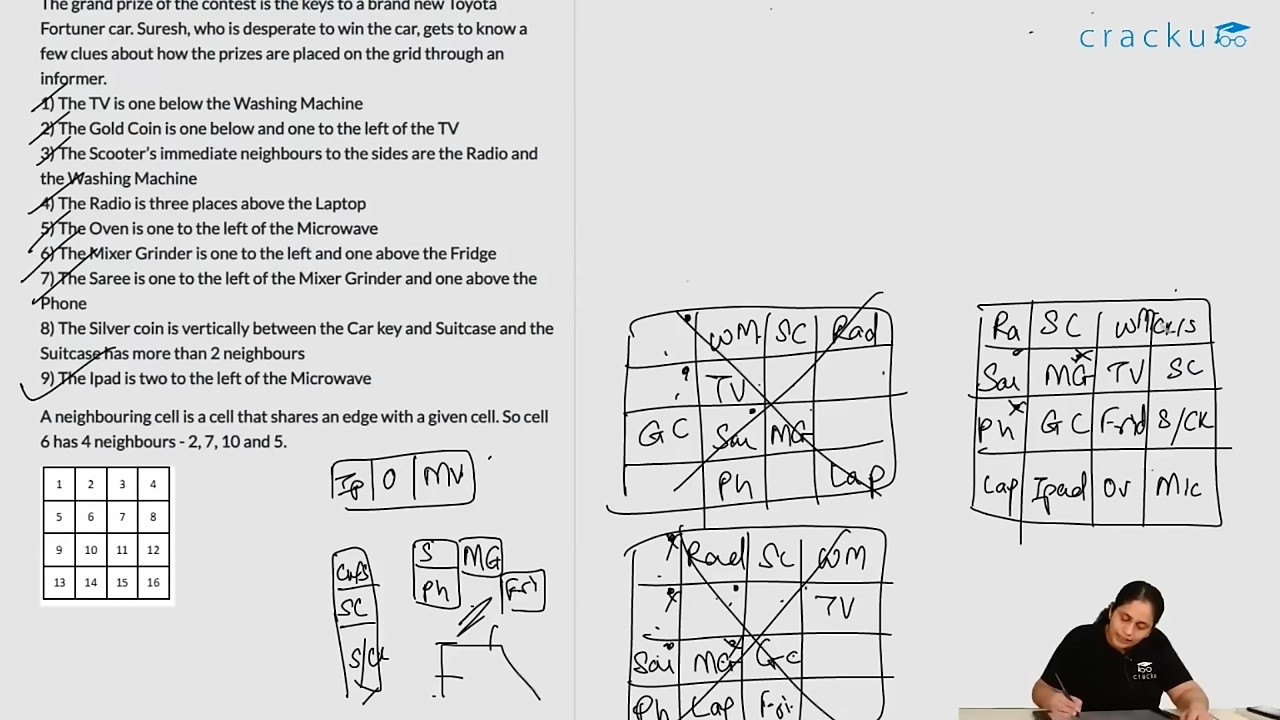 The grand prize of the contest is the keys to a brand new Toyota
Fortuner car. Suresh, who is desperate to win the car, gets to know a
few clues about how the prizes are placed on the grid through an
informer.
1) The TV is one below the Washing Machine
2) The Gold Coin is one below and one to the left of the TV
3) The Scooter's immediate neighbours to the sides are the Radio and
the Washing Machine
4) The Radio is three places above the Laptop
5) The Oven is one to the left of the Microwave
6) The Mixer Grinder is one to the left and one above the Fridge
7) The Saree is one to the left of the Mixer Grinder and one above the
Phone
8) The Silver coin is vertically between the Car key and Suitcase and the
Suitcase has more than 2 neighbours
9) The Ipad is two to the left of the Microwave
A neighbouring cell is a cell that shares an edge with a given cell. So cell
6 has 4 neighbours - 2, 7, 10 and 5.
1 2 3 4
5 6 7 8
9 10 11 12
13 14 15 16
Ip O MV
SC
S/CK
S MG
Ph Fri
WM SC Rad
TV
GC Sai MG
Ph Lap
Rad SC WM
TV
Sai MG GC
Ph Lap Fri
Ra SC WM CK/S
Sai MG TV SC
Ph GC Frid S/CK
Lap Ipad Ov Mic
cracku
cracku